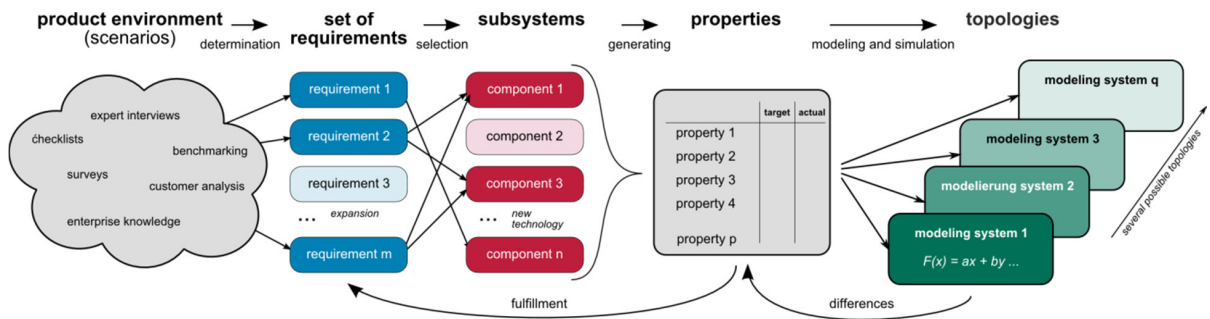 product environment
(scenarios)
determination
set of
requirements
selection
subsystems
generating
properties
modeling and simulation
topologies
expert interviews
checklists
benchmarking
surveys
customer analysis
enterprise knowledge
requirement 1
requirement 2
requirement 3
... expansion
requirement m
component 1
component 2
component 3
... new
technology
component n
target actual
property 1
property 2
property 3
property 4
property p
modeling system q
modeling system 3
modelierung system 2
modeling system 1
F(x) = ax + by ...
several possible topologies
fulfillment
differences